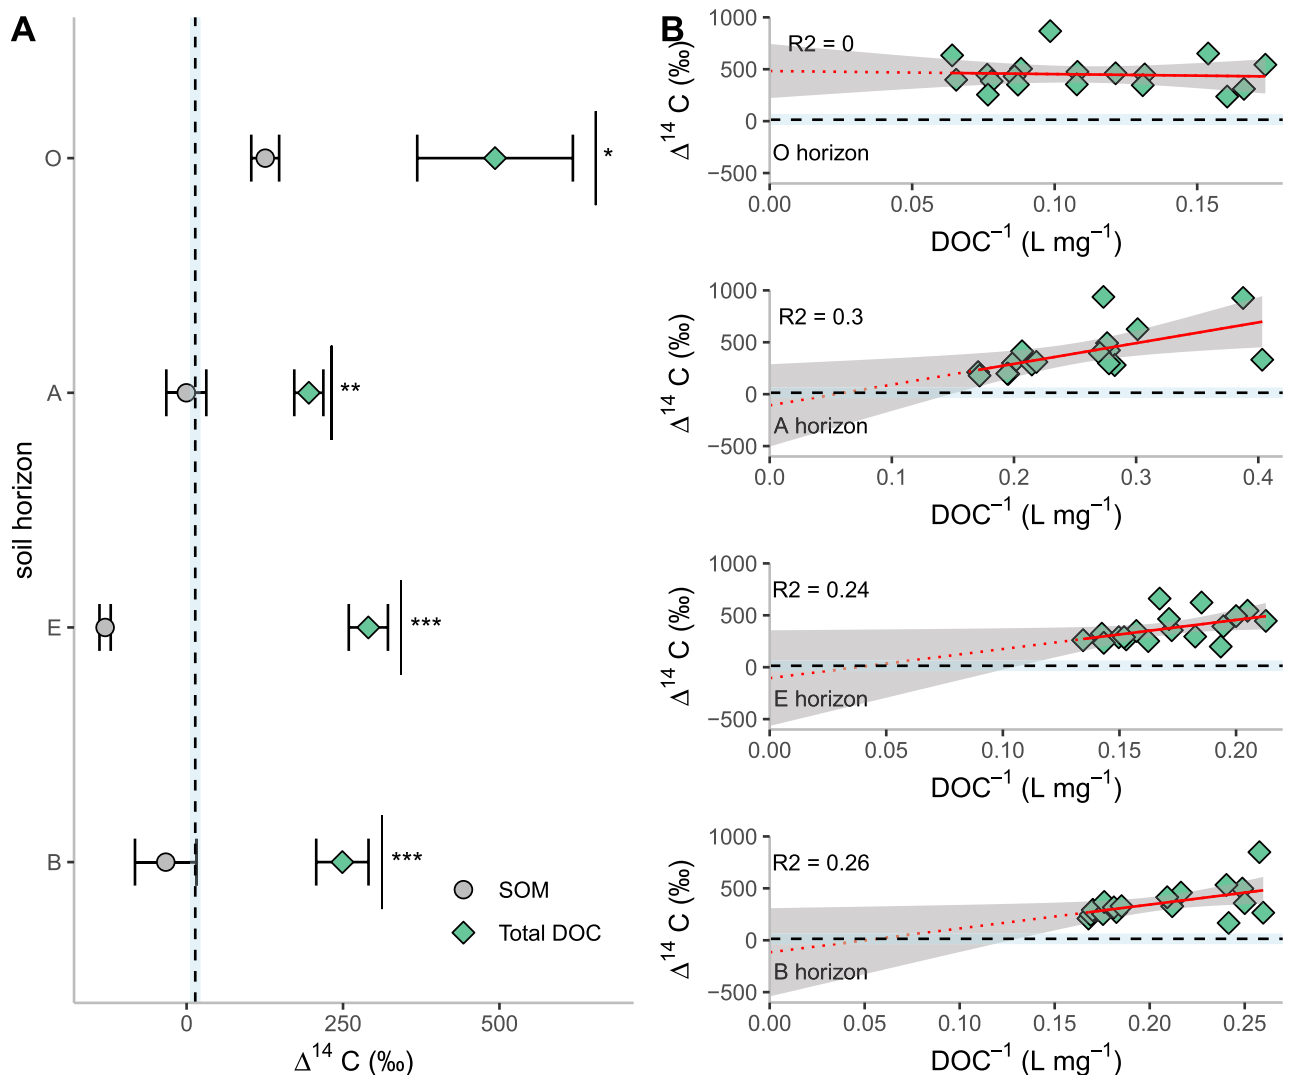 A
soil horizon
O
A
E
B
*
**
***
***
SOM
Total DOC
0
250
500
Δ¹⁴ C (‰)
B
Δ¹⁴ C (‰)
1000
500
0
−500
R2 = 0
O horizon
0.00
0.05
0.10
0.15
DOC⁻¹ (L mg⁻¹)
Δ¹⁴ C (‰)
1000
500
0
−500
R2 = 0.3
A horizon
0.0
0.1
0.2
0.3
0.4
DOC⁻¹ (L mg⁻¹)
Δ¹⁴ C (‰)
1000
500
0
−500
R2 = 0.24
E horizon
0.00
0.05
0.10
0.15
0.20
DOC⁻¹ (L mg⁻¹)
Δ¹⁴ C (‰)
1000
500
0
−500
R2 = 0.26
B horizon
0.00
0.05
0.10
0.15
0.20
0.25
DOC⁻¹ (L mg⁻¹)